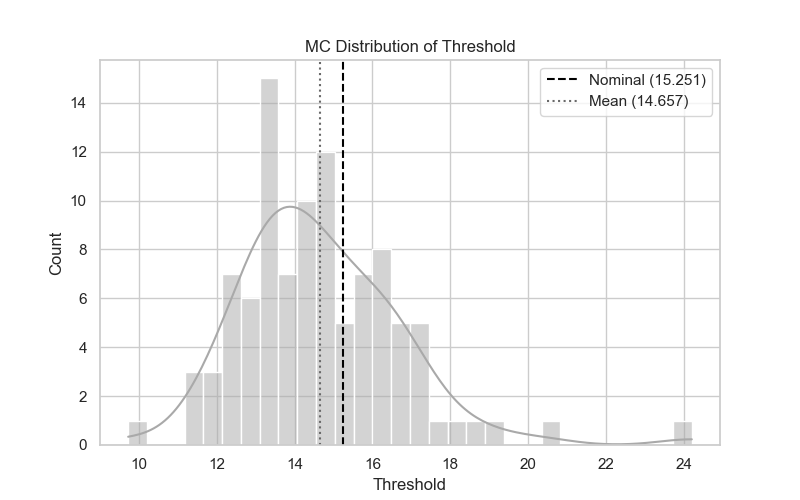 MC Distribution of Threshold
Nominal (15.251)
Mean (14.657)
Count
14
12
10
8
6
4
2
0
10 12 14 16 18 20 22 24
Threshold